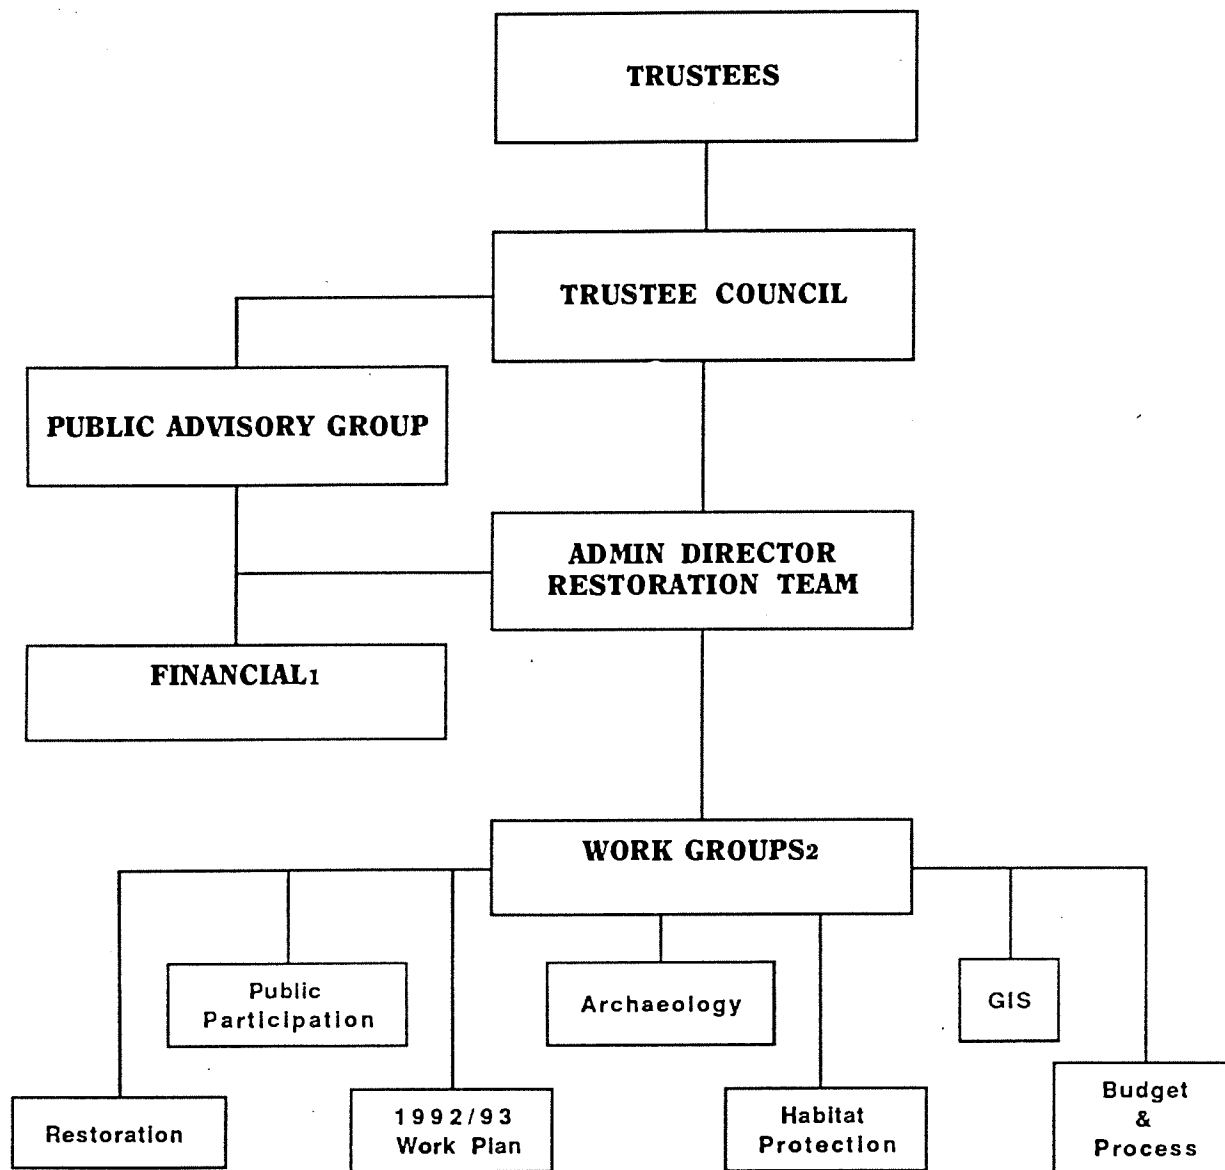 TRUSTEES
TRUSTEE COUNCIL
PUBLIC ADVISORY GROUP
ADMIN DIRECTOR
RESTORATION TEAM
FINANCIAL1
WORK GROUPS2
Public
Participation
Archaeology
GIS
Restoration
1992/93
Work Plan
Habitat
Protection
Budget
&
Process